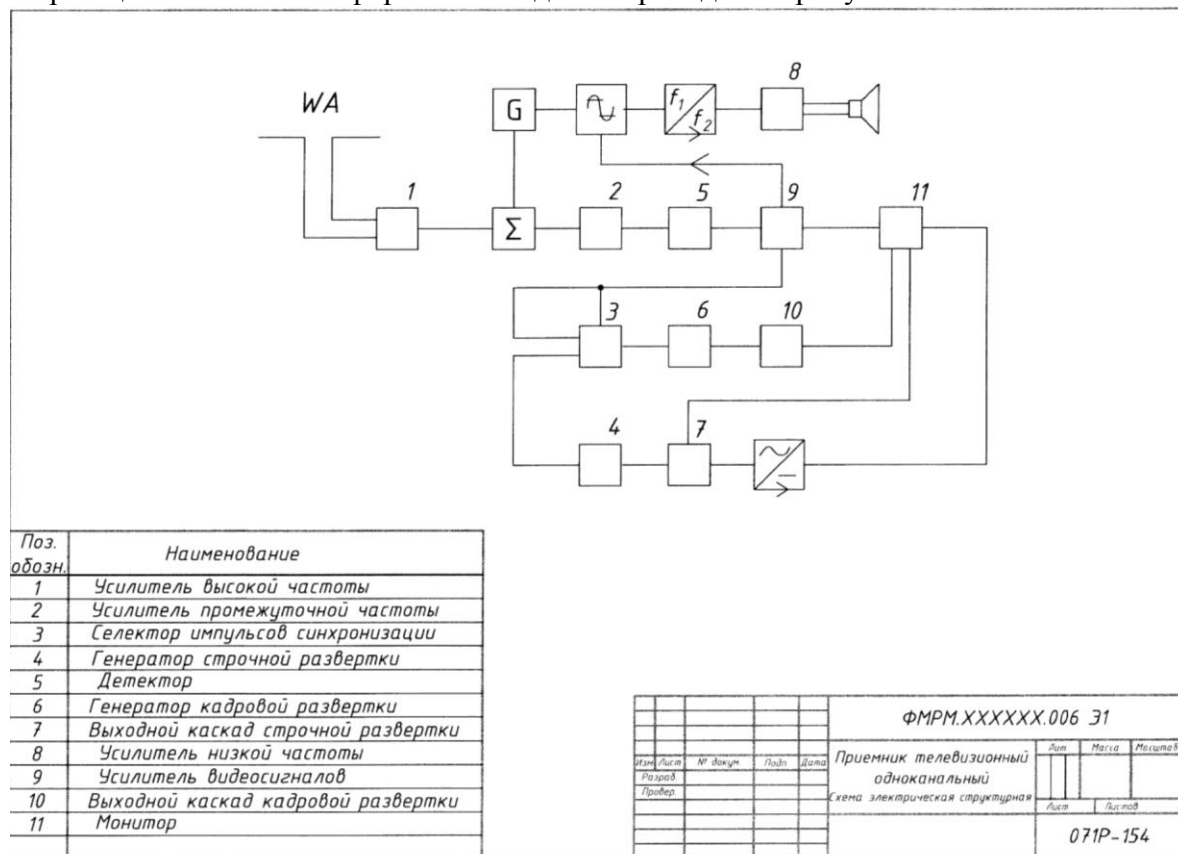 WA
8
G
f1
f2
1
2
5
9
11
Σ
3
6
10
4
7
Поз. обозн.
Наименование
1 Усилитель высокой частоты
2 Усилитель промежуточной частоты
3 Селектор импульсов синхронизации
4 Генератор строчной развертки
5 Детектор
6 Генератор кадровой развертки
7 Выходной каскад строчной развертки
8 Усилитель низкой частоты
9 Усилитель видеосигналов
10 Выходной каскад кадровой развертки
11 Монитор
ФМРМ.XXXXXX.006 Э1
Изм Лист № докум. Подп Дата
Разраб.
Провер.
Приемник телевизионный
одноканальный
Схема электрическая структурная
Лит Масса Масштаб
Лист Листов
071Р-154